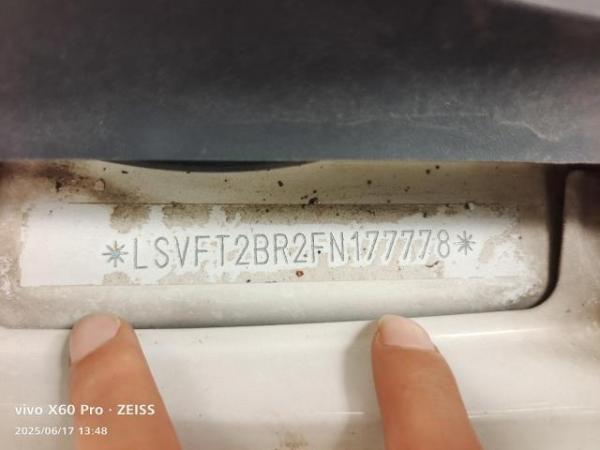 *LSVFT2BR2FN177778*
vivo X60 Pro · ZEISS
2025/06/17 13:48